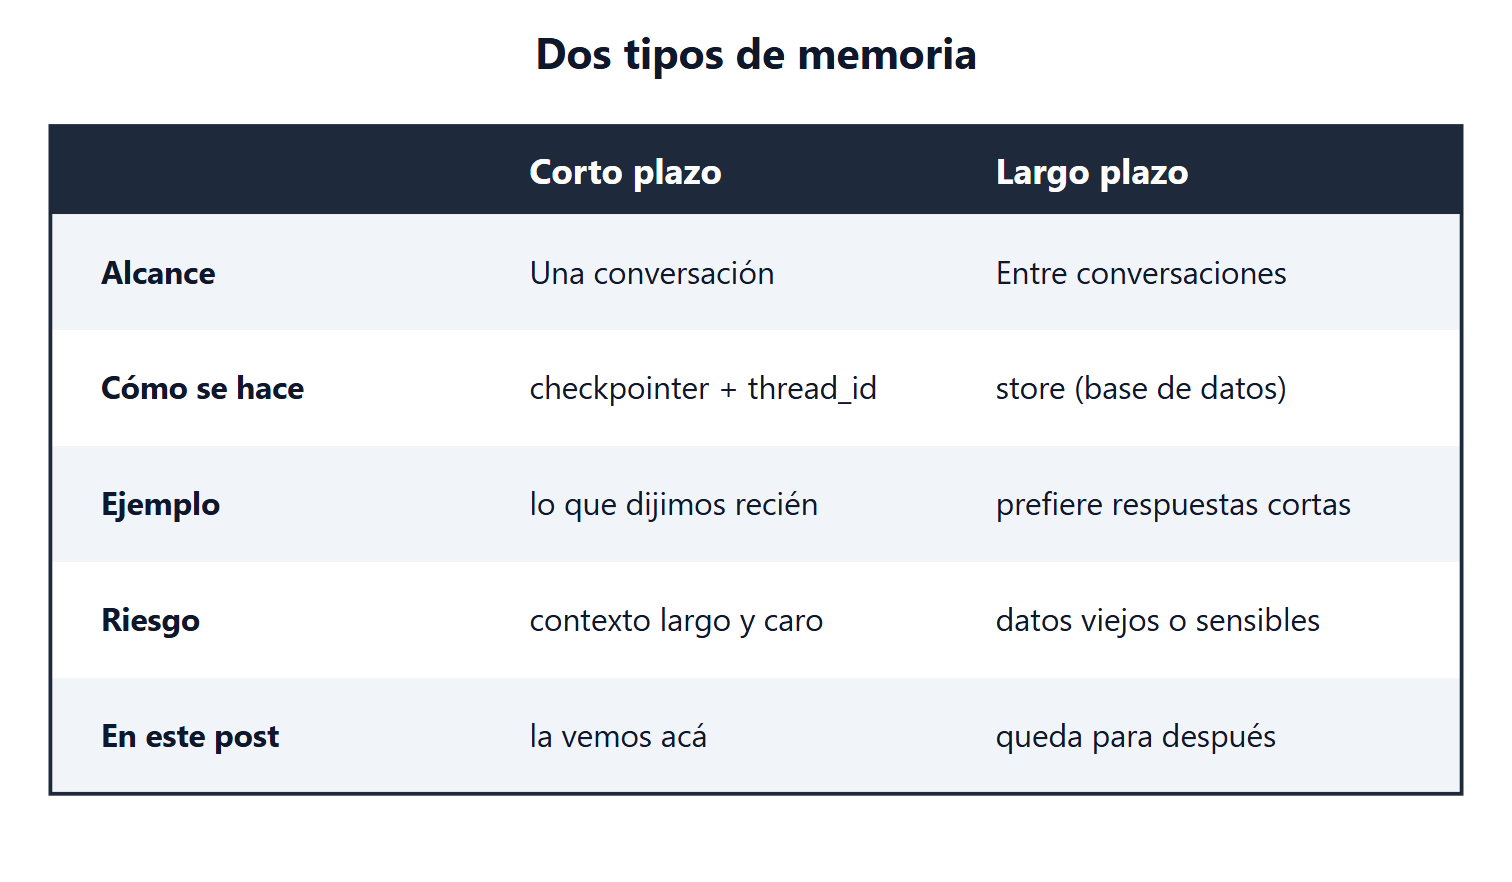 Dos tipos de memoria
Corto plazo Largo plazo
Alcance Una conversación Entre conversaciones
Cómo se hace checkpointer + thread_id store (base de datos)
Ejemplo lo que dijimos recién prefiere respuestas cortas
Riesgo contexto largo y caro datos viejos o sensibles
En este post la vemos acá queda para después